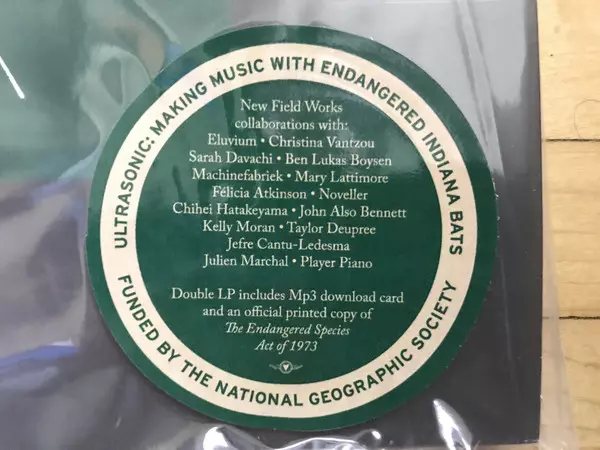 ULTRASONIC: MAKING MUSIC WITH ENDANGERED INDIANA BATS
New Field Works
collaborations with:
Eluvium • Christina Vantzou
Sarah Davachi • Ben Lukas Boysen
Machinefabriek • Mary Lattimore
Félicia Atkinson • Noveller
Chihei Hatakeyama • John Also Bennett
Kelly Moran • Taylor Deupree
Jefre Cantu-Ledesma
Julien Marchal • Player Piano
Double LP includes Mp3 download card
and an official printed copy of
The Endangered Species
Act of 1973
FUNDED BY THE NATIONAL GEOGRAPHIC SOCIETY